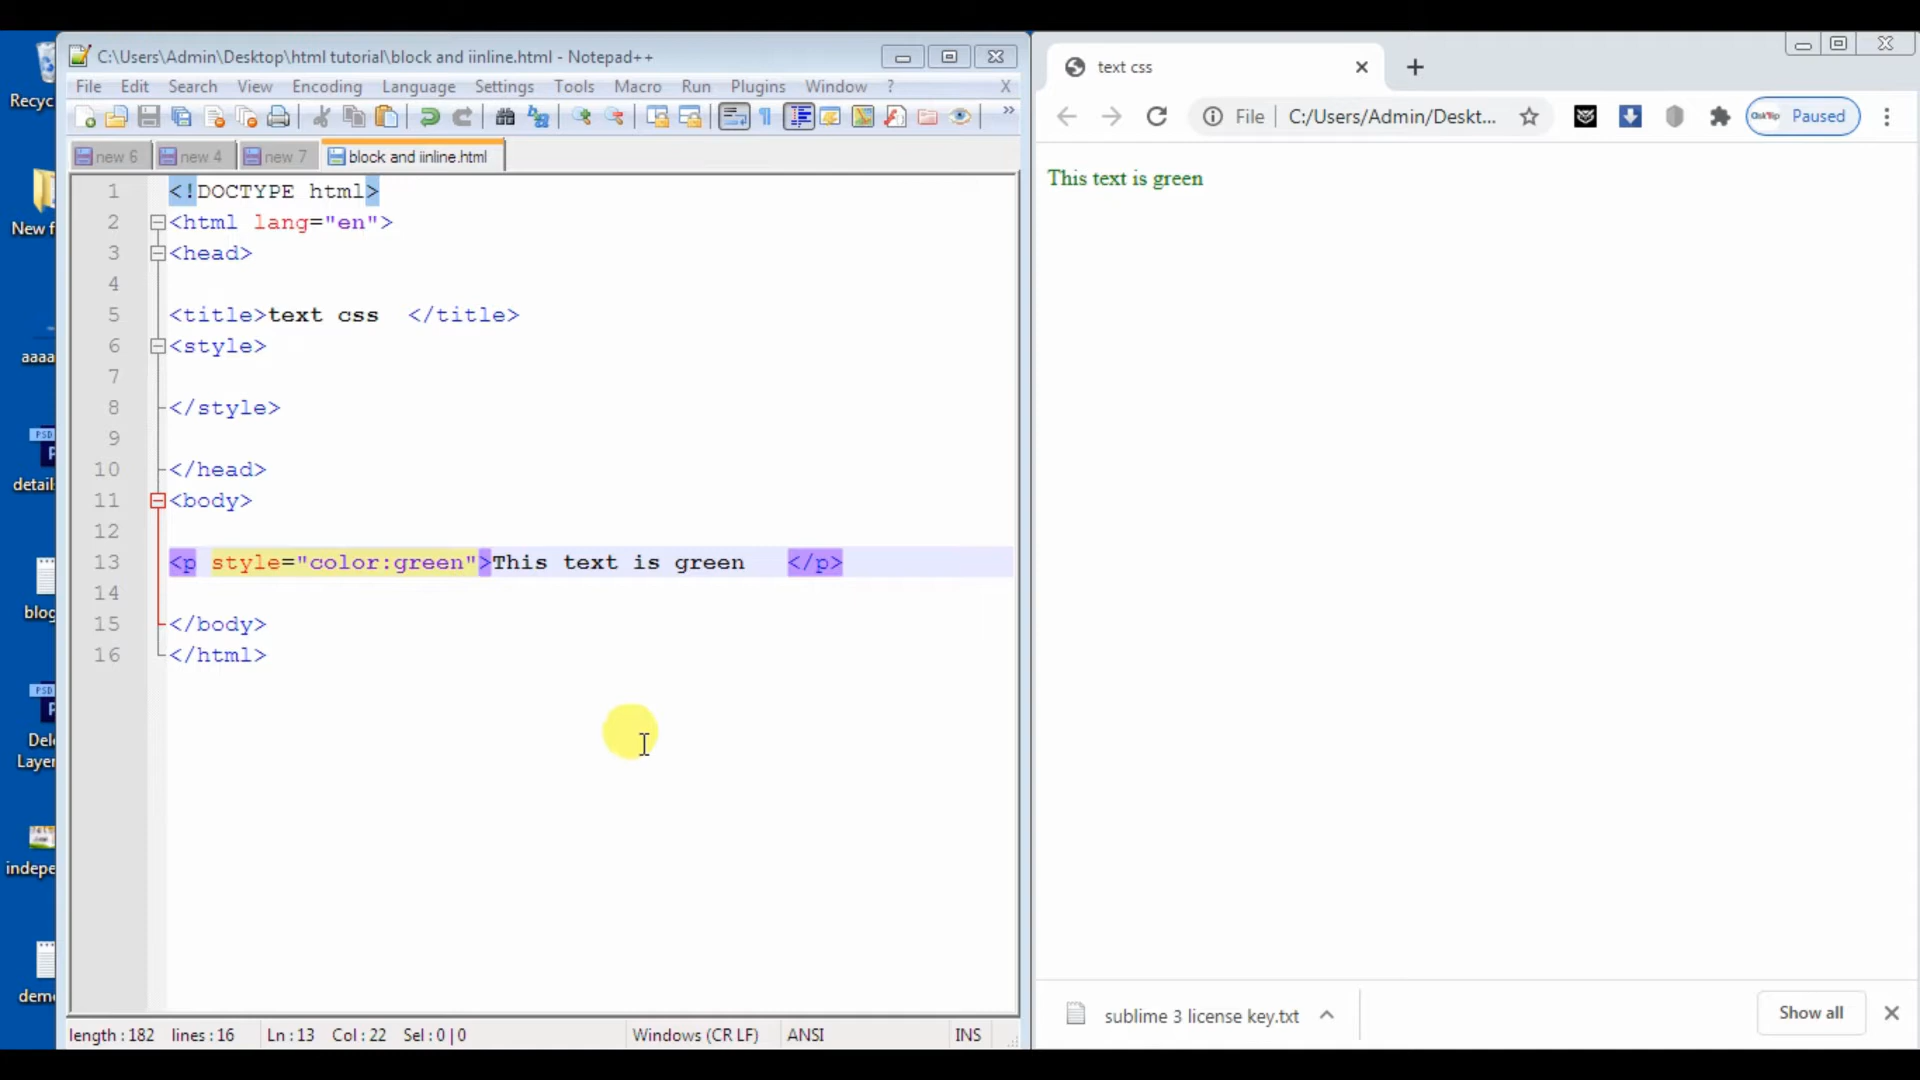 Recyc
New f
aaaa
PSD
detail
blog
PSD
Del
Layer
indepe
demo
C:\Users\Admin\Desktop\html tutorial\block and iinline.html - Notepad++
File Edit Search View Encoding Language Settings Tools Macro Run Plugins Window ? X
new 6 new 4 new 7 block and iinline.html
1 <!DOCTYPE html>
2 <html lang="en">
3 <head>
4
5 <title>text css  </title>
6 <style>
7
8 </style>
9
10 </head>
11 <body>
12
13 <p style="color:green">This text is green   </p>
14
15 </body>
16 </html>
length : 182 lines : 16 Ln : 13 Col : 22 Sel : 0 | 0 Windows (CR LF) ANSI INS
text css
File C:/Users/Admin/Deskt... Paused
This text is green
sublime 3 license key.txt Show all